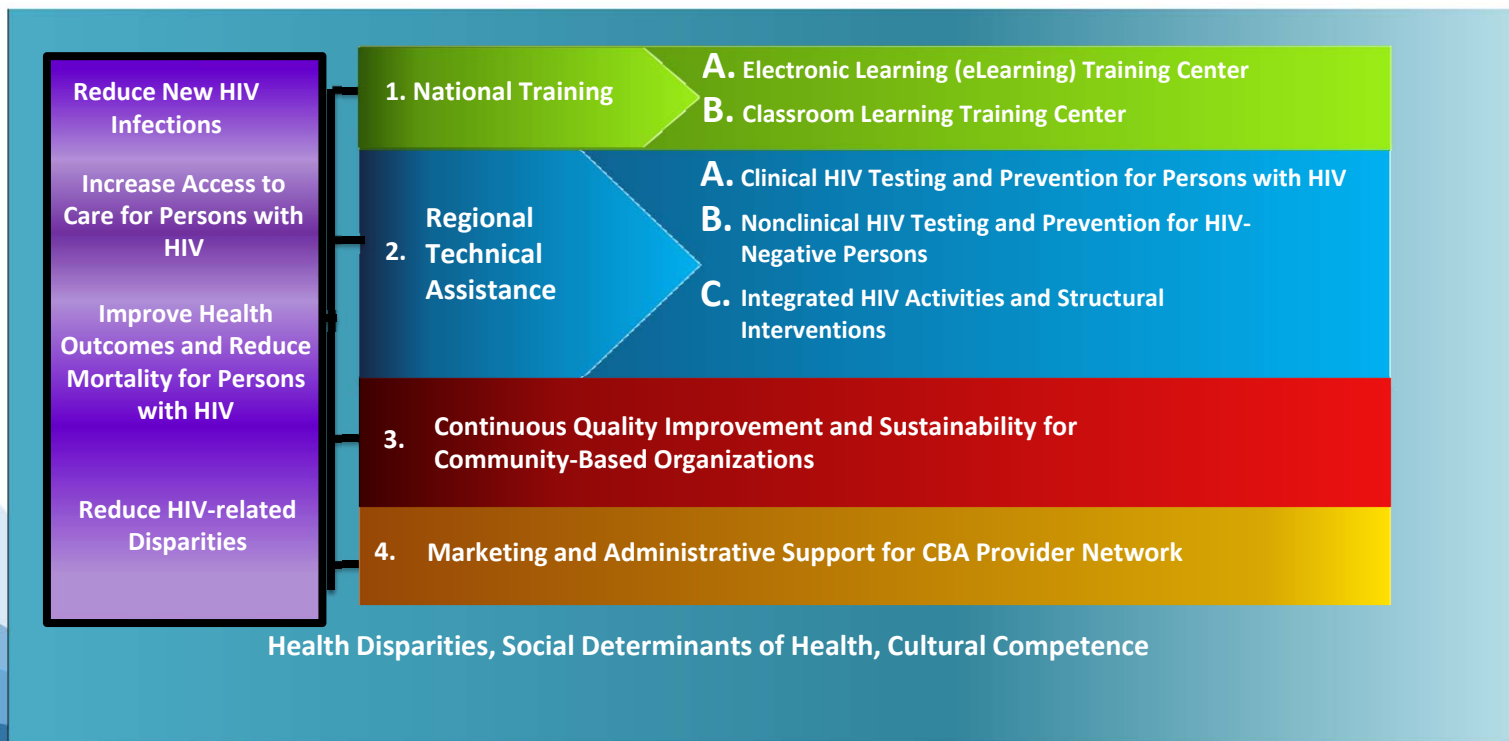 Reduce New HIV
Infections
Increase Access to
Care for Persons with
HIV
Improve Health
Outcomes and Reduce
Mortality for Persons
with HIV
Reduce HIV-related
Disparities
1. National Training
A. Electronic Learning (eLearning) Training Center
B. Classroom Learning Training Center
2. Regional
Technical
Assistance
A. Clinical HIV Testing and Prevention for Persons with HIV
B. Nonclinical HIV Testing and Prevention for HIV-
Negative Persons
C. Integrated HIV Activities and Structural
Interventions
3. Continuous Quality Improvement and Sustainability for
Community-Based Organizations
4. Marketing and Administrative Support for CBA Provider Network
Health Disparities, Social Determinants of Health, Cultural Competence